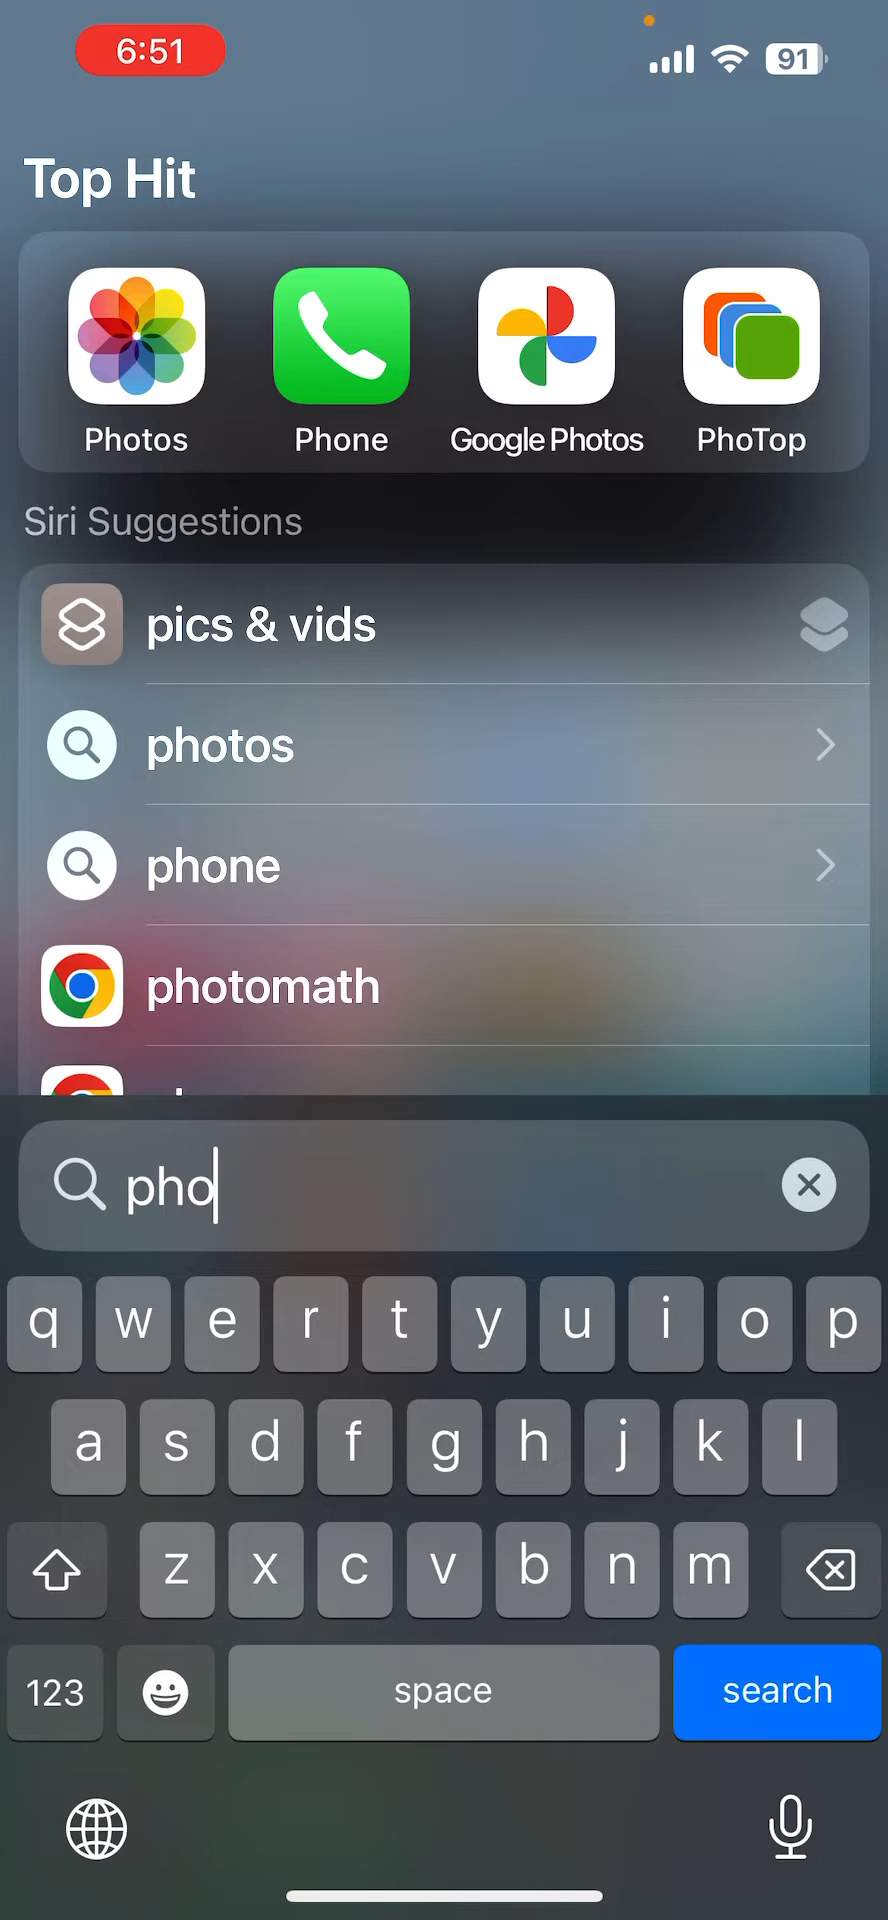 6:51
91
Top Hit
Photos
Phone
Google Photos
PhoTop
Siri Suggestions
pics & vids
photos
phone
photomath
pho
q w e r t y u i o p
a s d f g h j k l
z x c v b n m
123
space
search